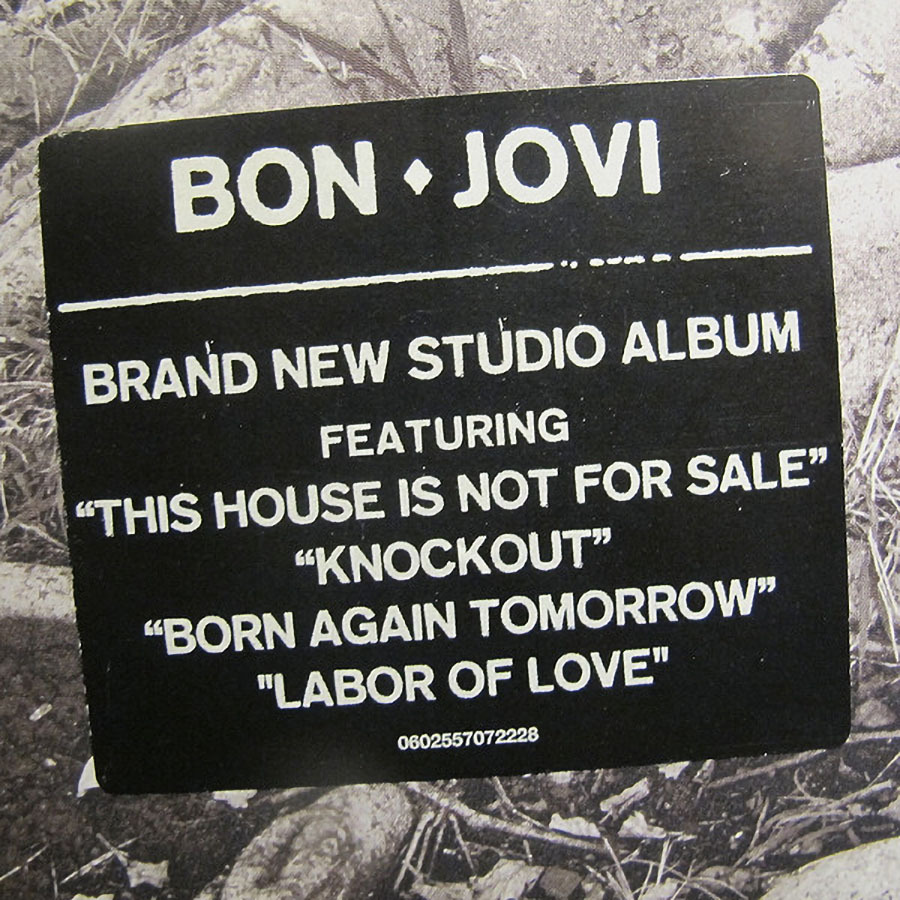 BON ♦ JOVI
BRAND NEW STUDIO ALBUM
FEATURING
“THIS HOUSE IS NOT FOR SALE”
“KNOCKOUT”
“BORN AGAIN TOMORROW”
"LABOR OF LOVE"
0602557072228